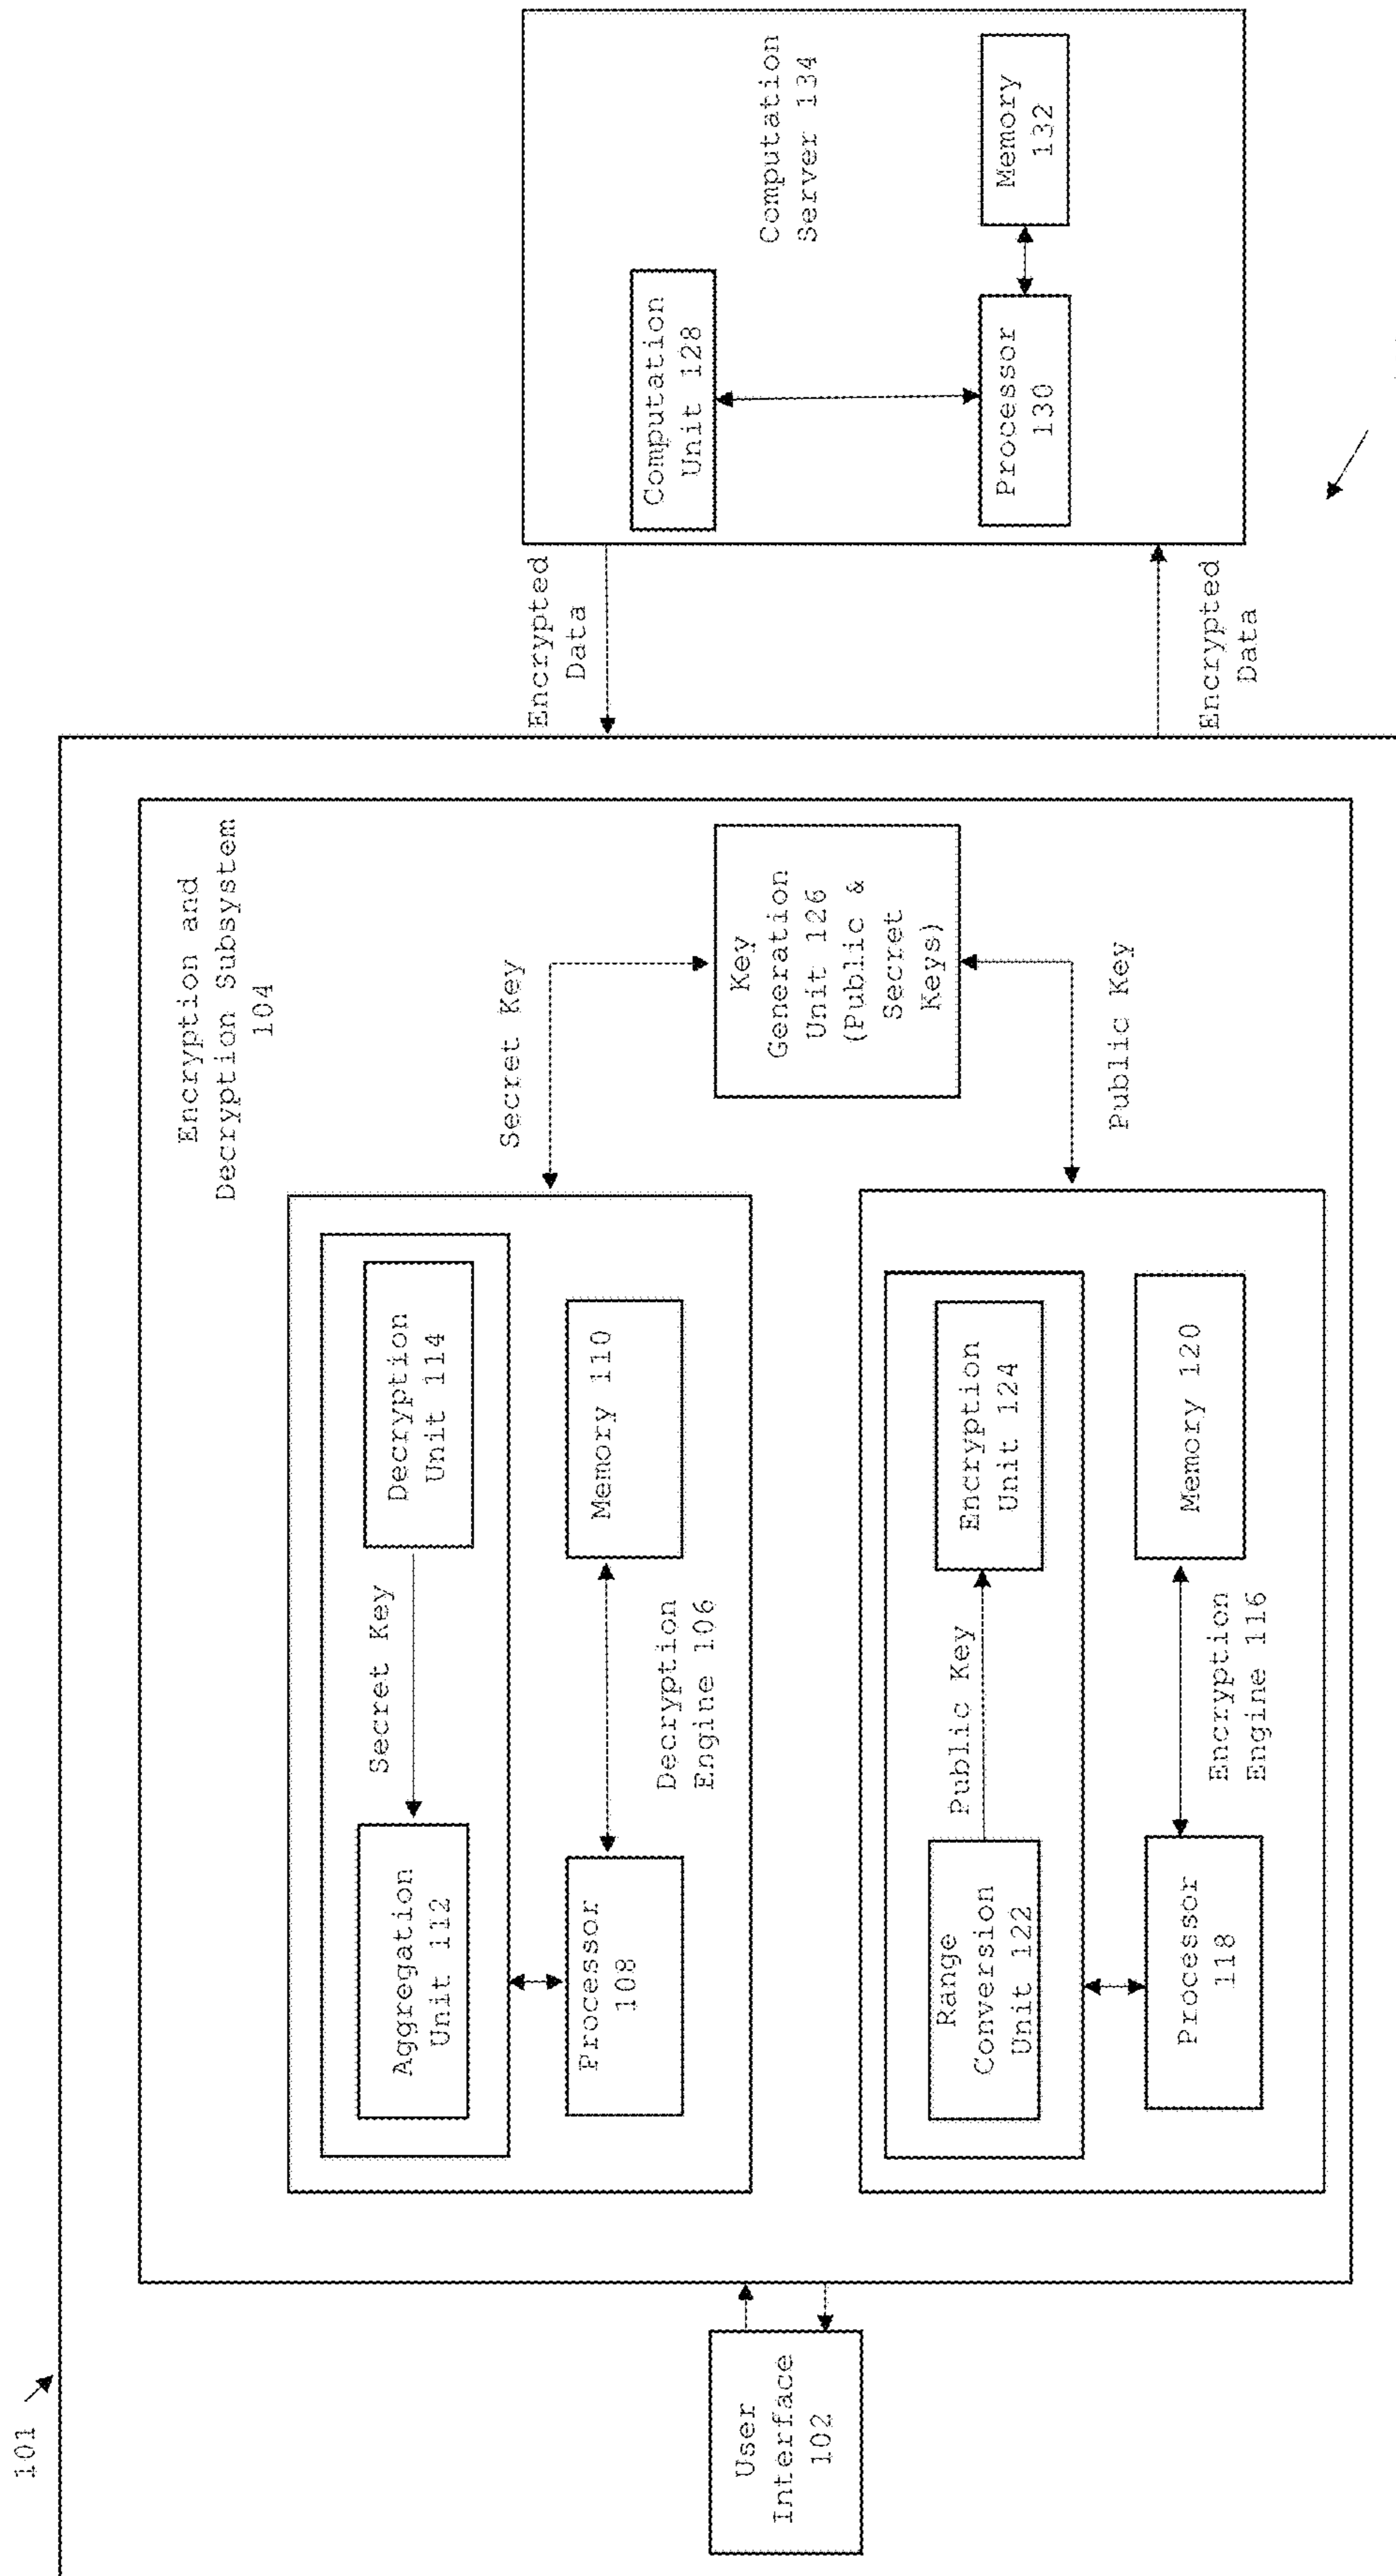 101
User
Interface
102
Encryption and
Decryption Subsystem
104
Aggregation
Unit 112
Secret Key
Decryption
Unit 114
Processor
108
Memory 110
Decryption
Engine 106
Range
Conversion
Unit 122
Public Key
Encryption
Unit 124
Processor
118
Memory 120
Encryption
Engine 116
Secret Key
Key
Generation
Unit 126
(Public &
Secret
Keys)
Public Key
Encrypted
Data
Encrypted
Data
Computation
Unit 128
Computation
Server 134
Processor
130
Memory
132